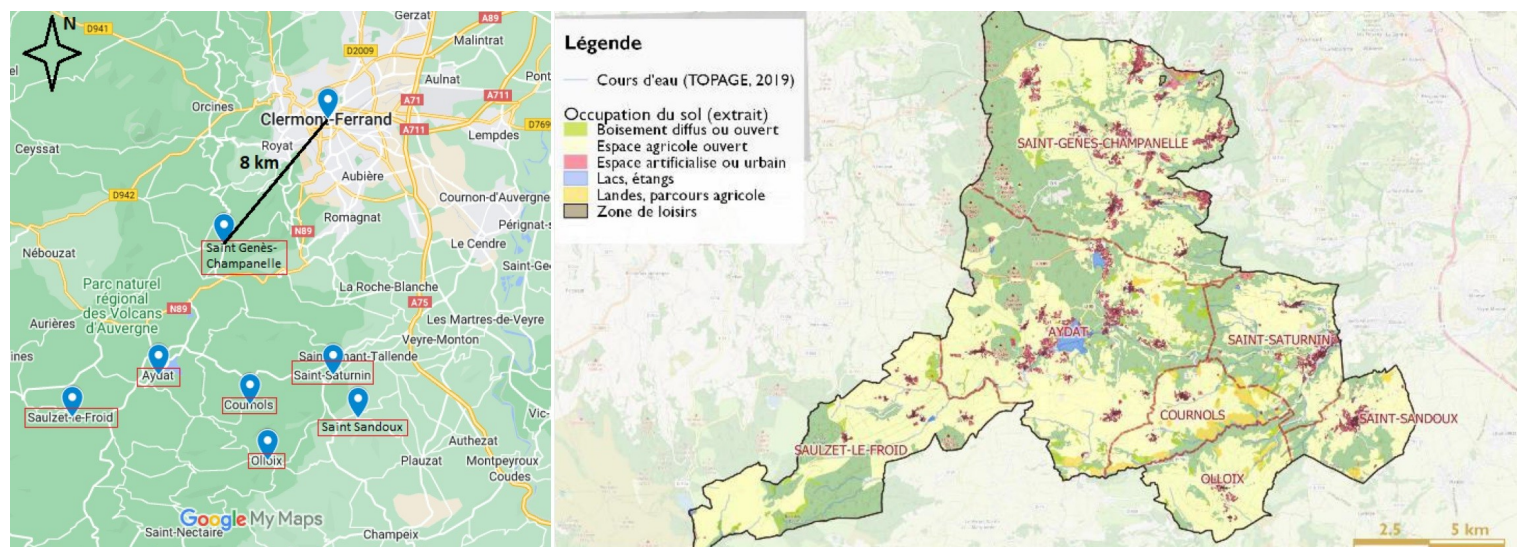 N
D941
Gerzat
A89
Malintrat
D2009
Aulnat
A71
Pont
Orcines
A711
Clermont-Ferrand
A711
D769
Lempdes
Ceyssat
Royat
8 km
Aubière
Cournon-d'Auvergne
D942
Romagnat
Pérignat-s
N89
Le Cendre
Saint Genès-
Champanelle
Nébouzat
Saint-Ge
Parc naturel
régional
des Volcans
d'Auvergne
La Roche-Blanche
A75
N89
Les Martres-de-Veyre
Aurières
Veyre-Monton
Aydat
Saint-Saturnin
Cournols
Saulzet-le-Froid
Saint Sandoux
Vic-
Authezat
Olloix
Plauzat
Montpeyroux
Coudes
Google My Maps
Saint-Nectaire
Champeix
Légende
Cours d'eau (TOPAGE, 2019)
Occupation du sol (extrait)
Boisement diffus ou ouvert
Espace agricole ouvert
Espace artificialise ou urbain
Lacs, étangs
Landes, parcours agricole
Zone de loisirs
SAINT-GENÈS-CHAMPANELLE
AYDAT
SAINT-SATURNIN
COURNOLS
SAINT-SANDOUX
SAULZET-LE-FROID
OLLOIX
2.5 5 km